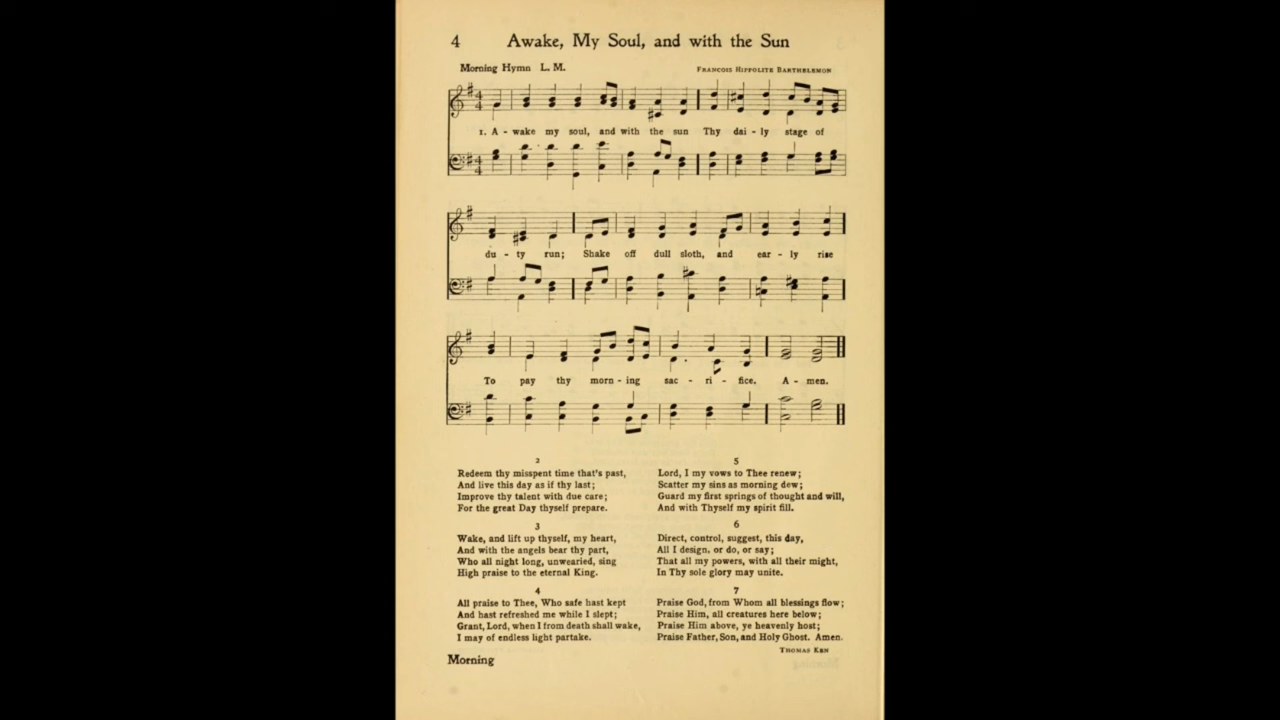 4 Awake, My Soul, and with the Sun
Morning Hymn L. M. FRANCOIS HIPPOLITE BARTHELEMON
4 4
1. A - wake my soul, and with the sun Thy dai - ly stage of
4 4
du - ty run; Shake off dull sloth, and ear - ly rise
To pay thy morn - ing sac - ri - fice. A - men.
2
Redeem thy misspent time that's past,
And live this day as if thy last;
Improve thy talent with due care;
For the great Day thyself prepare.
3
Wake, and lift up thyself, my heart,
And with the angels bear thy part,
Who all night long, unwearied, sing
High praise to the eternal King.
4
All praise to Thee, Who safe hast kept
And hast refreshed me while I slept;
Grant, Lord, when I from death shall wake,
I may of endless light partake.
5
Lord, I my vows to Thee renew;
Scatter my sins as morning dew;
Guard my first springs of thought and will,
And with Thyself my spirit fill.
6
Direct, control, suggest, this day,
All I design, or do, or say;
That all my powers, with all their might,
In Thy sole glory may unite.
7
Praise God, from Whom all blessings flow;
Praise Him, all creatures here below;
Praise Him above, ye heavenly host;
Praise Father, Son, and Holy Ghost. Amen.
THOMAS KEN
Morning